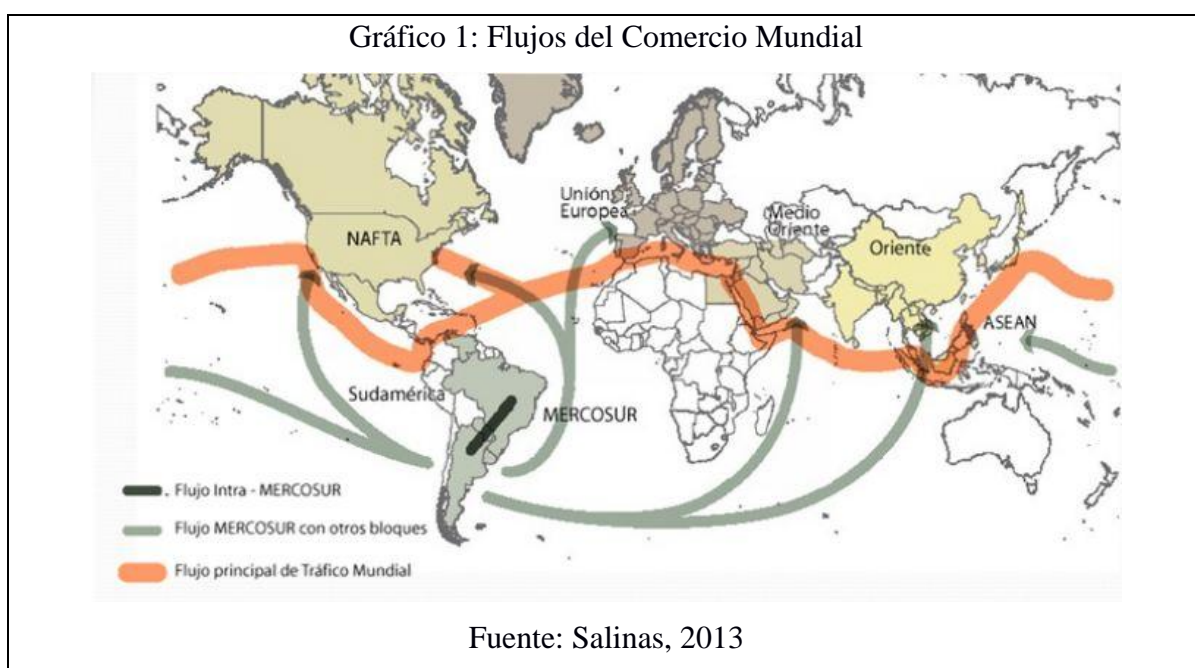 Gráfico 1: Flujos del Comercio Mundial
NAFTA
Unión
Europea
Medio
Oriente
Oriente
ASEAN
Sudamérica
MERCOSUR
Flujo Intra - MERCOSUR
Flujo MERCOSUR con otros bloques
Flujo principal de Tráfico Mundial
Fuente: Salinas, 2013